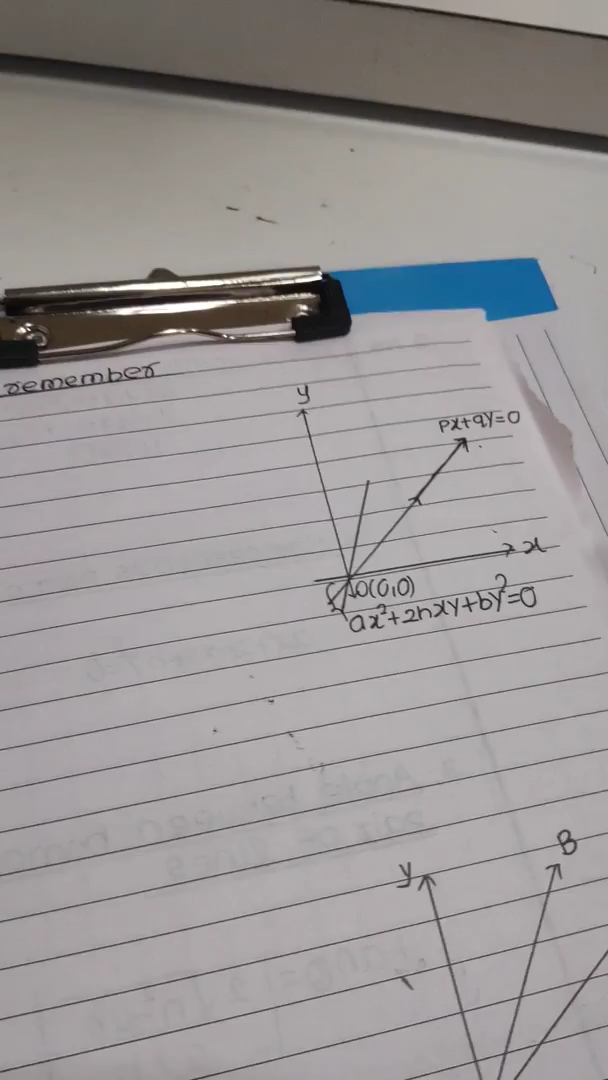 remember
y
px+qy=0
x
O(0,0)
ax²+2hxy+by²=0
y
B